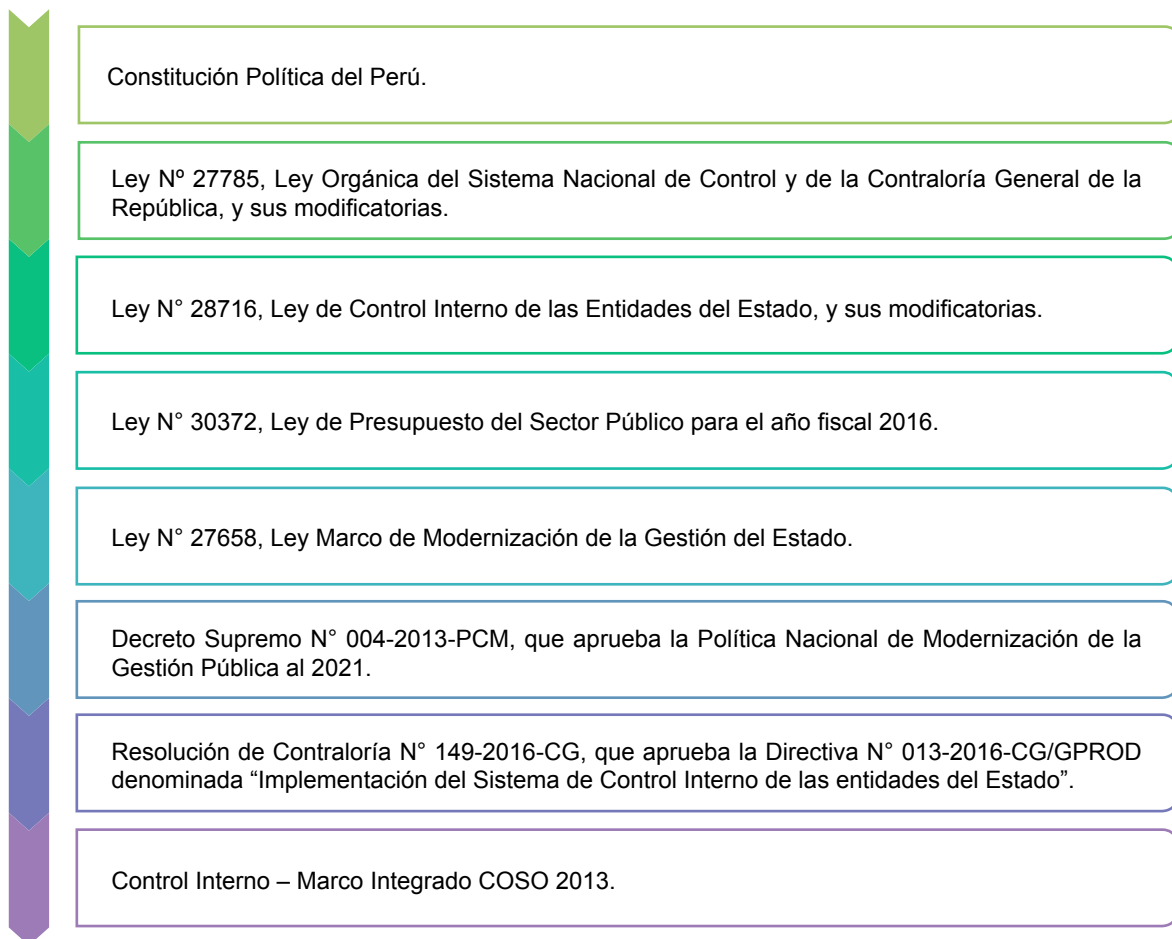 Constitución Política del Perú.
Ley Nº 27785, Ley Orgánica del Sistema Nacional de Control y de la Contraloría General de la
República, y sus modificatorias.
Ley N° 28716, Ley de Control Interno de las Entidades del Estado, y sus modificatorias.
Ley N° 30372, Ley de Presupuesto del Sector Público para el año fiscal 2016.
Ley N° 27658, Ley Marco de Modernización de la Gestión del Estado.
Decreto Supremo N° 004-2013-PCM, que aprueba la Política Nacional de Modernización de la
Gestión Pública al 2021.
Resolución de Contraloría N° 149-2016-CG, que aprueba la Directiva N° 013-2016-CG/GPROD
denominada “Implementación del Sistema de Control Interno de las entidades del Estado”.
Control Interno – Marco Integrado COSO 2013.